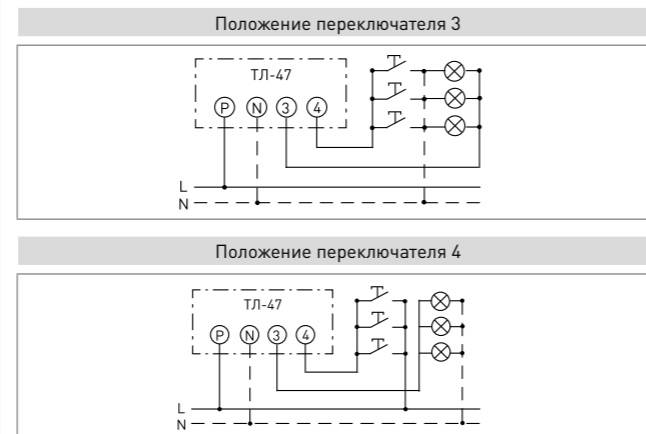 Положение переключателя 3
ТЛ-47
P N 3 4
L
N
Положение переключателя 4
ТЛ-47
P N 3 4
L
N